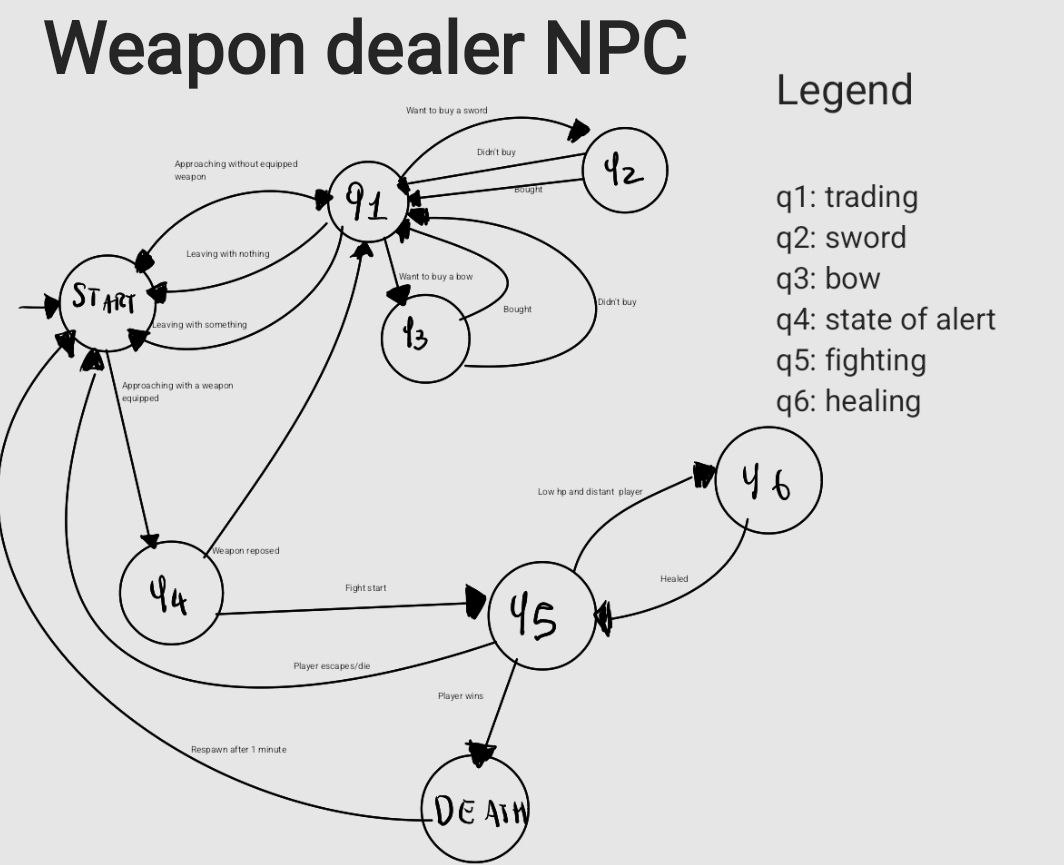 Weapon dealer NPC
Legend
q1: trading
q2: sword
q3: bow
q4: state of alert
q5: fighting
q6: healing
Want to buy a sword
Didn't buy
Bought
q2
Approaching without equipped
weapon
q1
Leaving with nothing
Want to buy a bow
START
Leaving with something
Bought
Didn't buy
q3
Approaching with a weapon
equipped
Low hp and distant player
q6
Weapon reposed
q4
Fight start
Healed
q5
Player escapes/die
Player wins
Respawn after 1 minute
DEATH